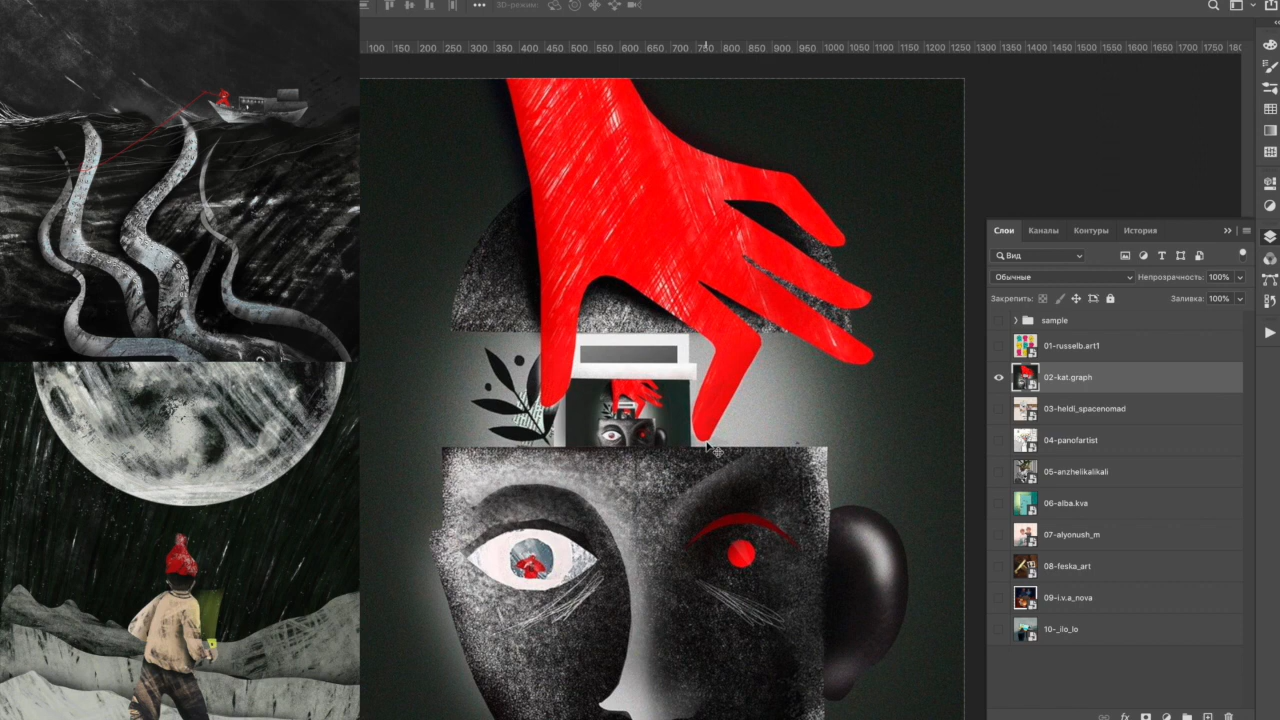 3D-режим:
100 150 200 250 300 350 400 450 500 550 600 650 700 750 800 850 900 950 1000 1050 1100 1150 1200 1250 1300 1350 1400 1450 1500 1550 1600 1650 1700 1750
Слои Каналы Контуры История
Вид
Обычные Непрозрачность: 100%
Закрепить: Заливка: 100%
sample
01-russelb.art1
02-kat.graph
03-heldi_spacenomad
04-panofartist
05-anzhelikalikali
06-alba.kva
07-alyonush_m
08-feska_art
09-i.v.a_nova
10-_ilo_lo
fx